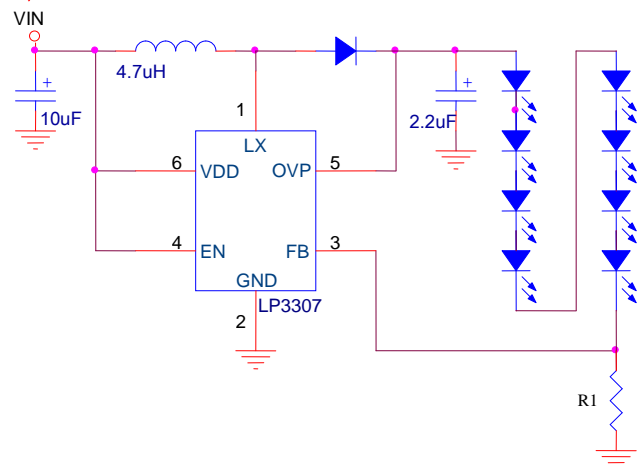 VIN
4.7uH
+
10uF
1
+
2.2uF
LX
6
VDD
OVP
5
4
EN
FB
3
GND
LP3307
2
R1